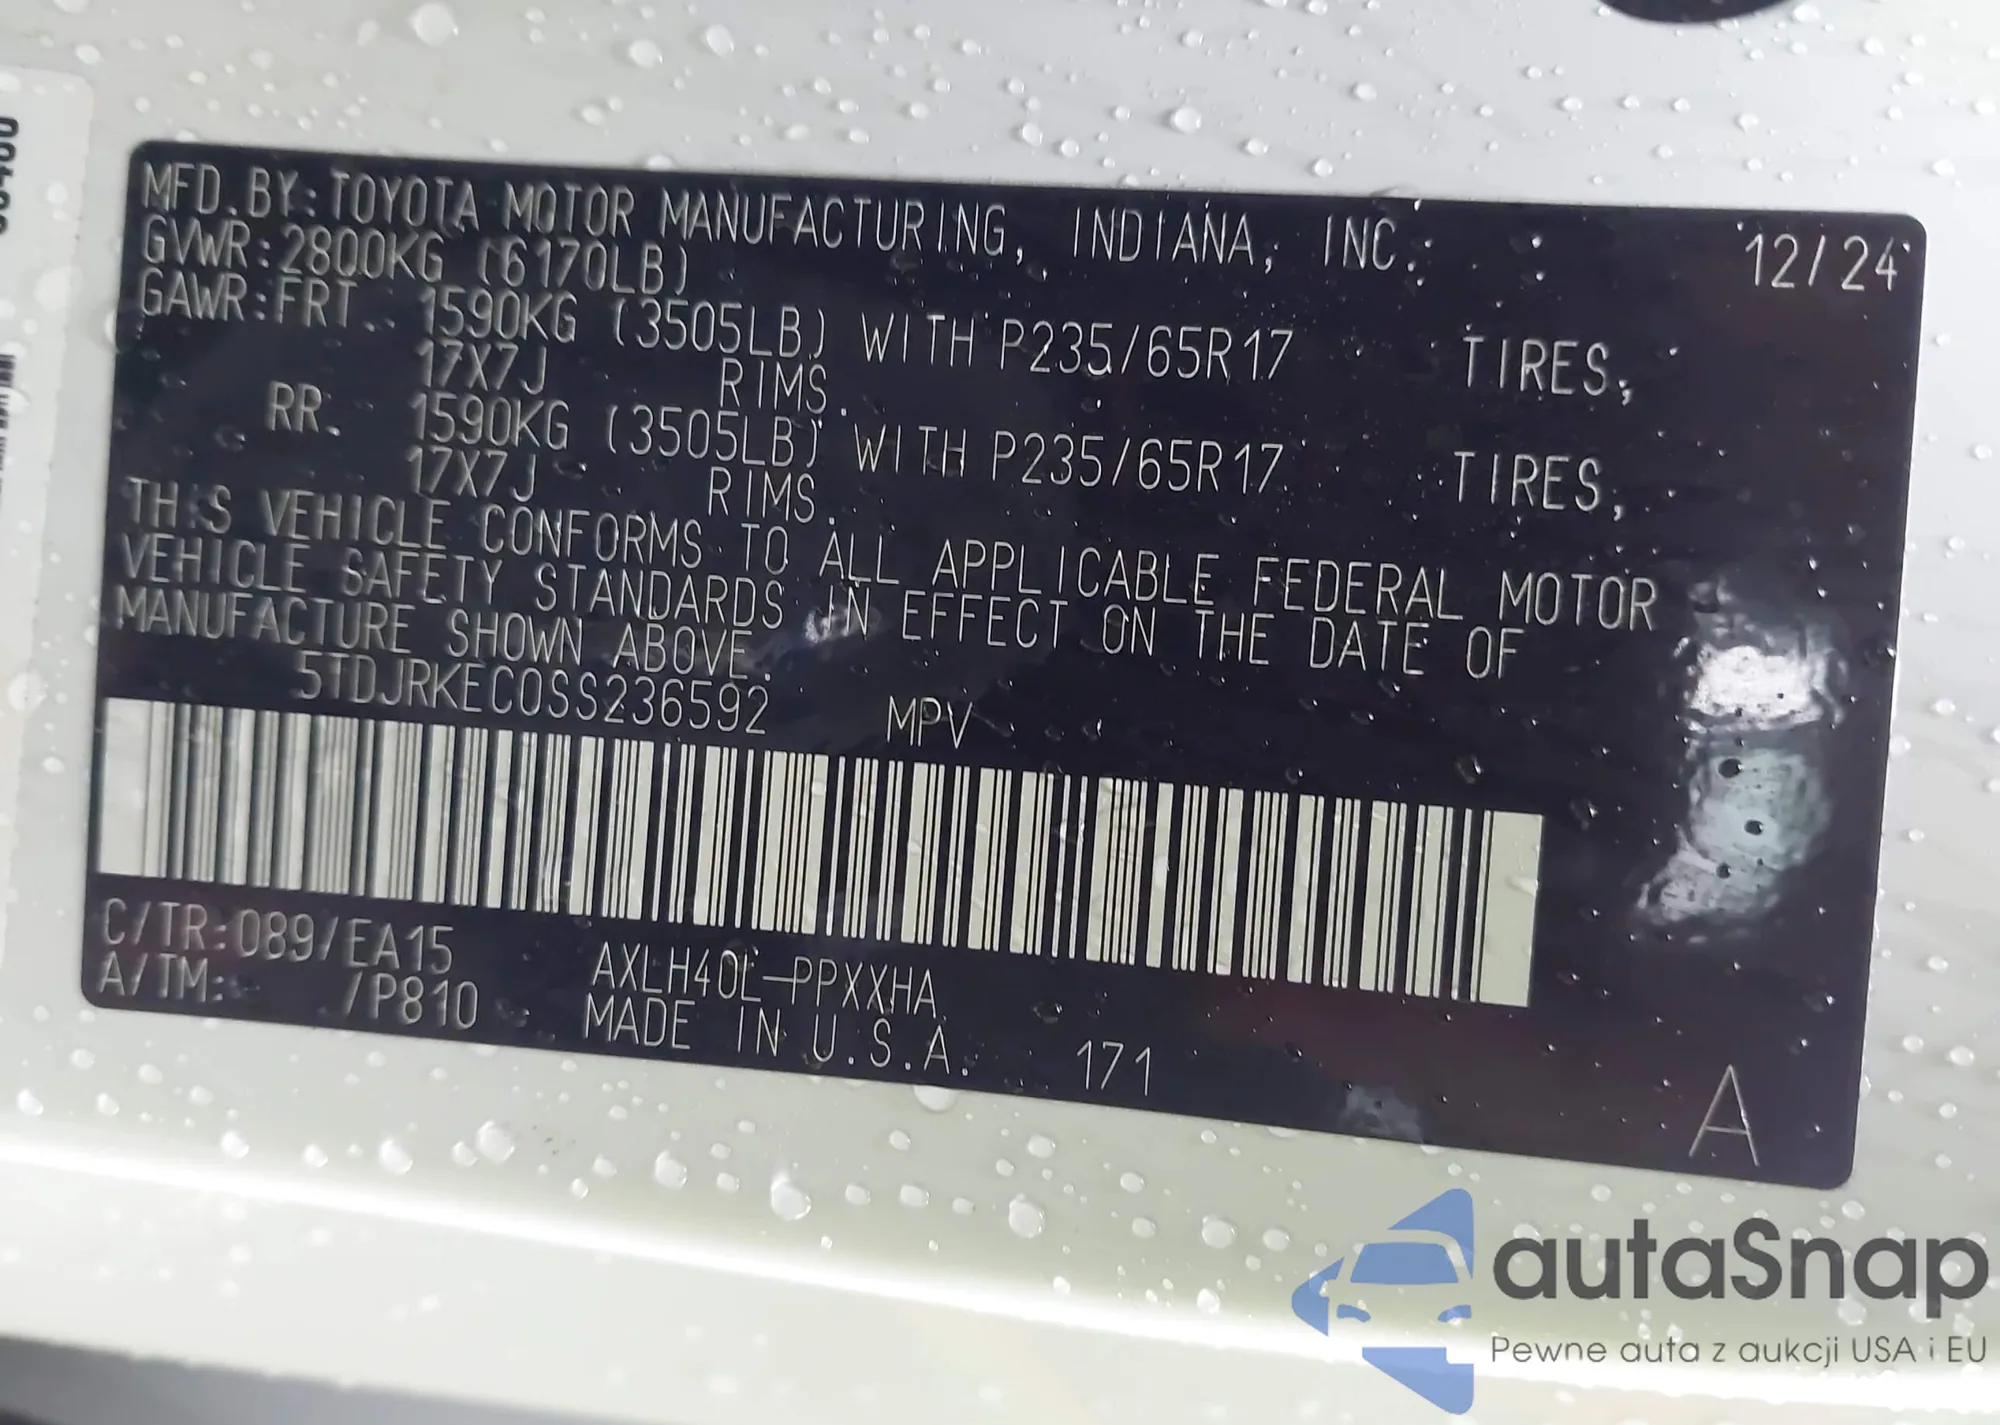 MFD.BY:TOYOTA MOTOR MANUFACTURING, INDIANA, INC. 12/24
GVWR:2800KG (6170LB)
GAWR:FRT. 1590KG (3505LB) WITH P235/65R17 TIRES,
17X7J RIMS.
RR. 1590KG (3505LB) WITH P235/65R17 TIRES,
17X7J RIMS.
THIS VEHICLE CONFORMS TO ALL APPLICABLE FEDERAL MOTOR
VEHICLE SAFETY STANDARDS IN EFFECT ON THE DATE OF
MANUFACTURE SHOWN ABOVE.
5TDJRKEC0SS236592 MPV
C/TR:089/EA15 AXLH40L-PPXXHA
A/TM: /P810 MADE IN U.S.A. 171 A
autaSnap
Pewne auta z aukcji USA i EU